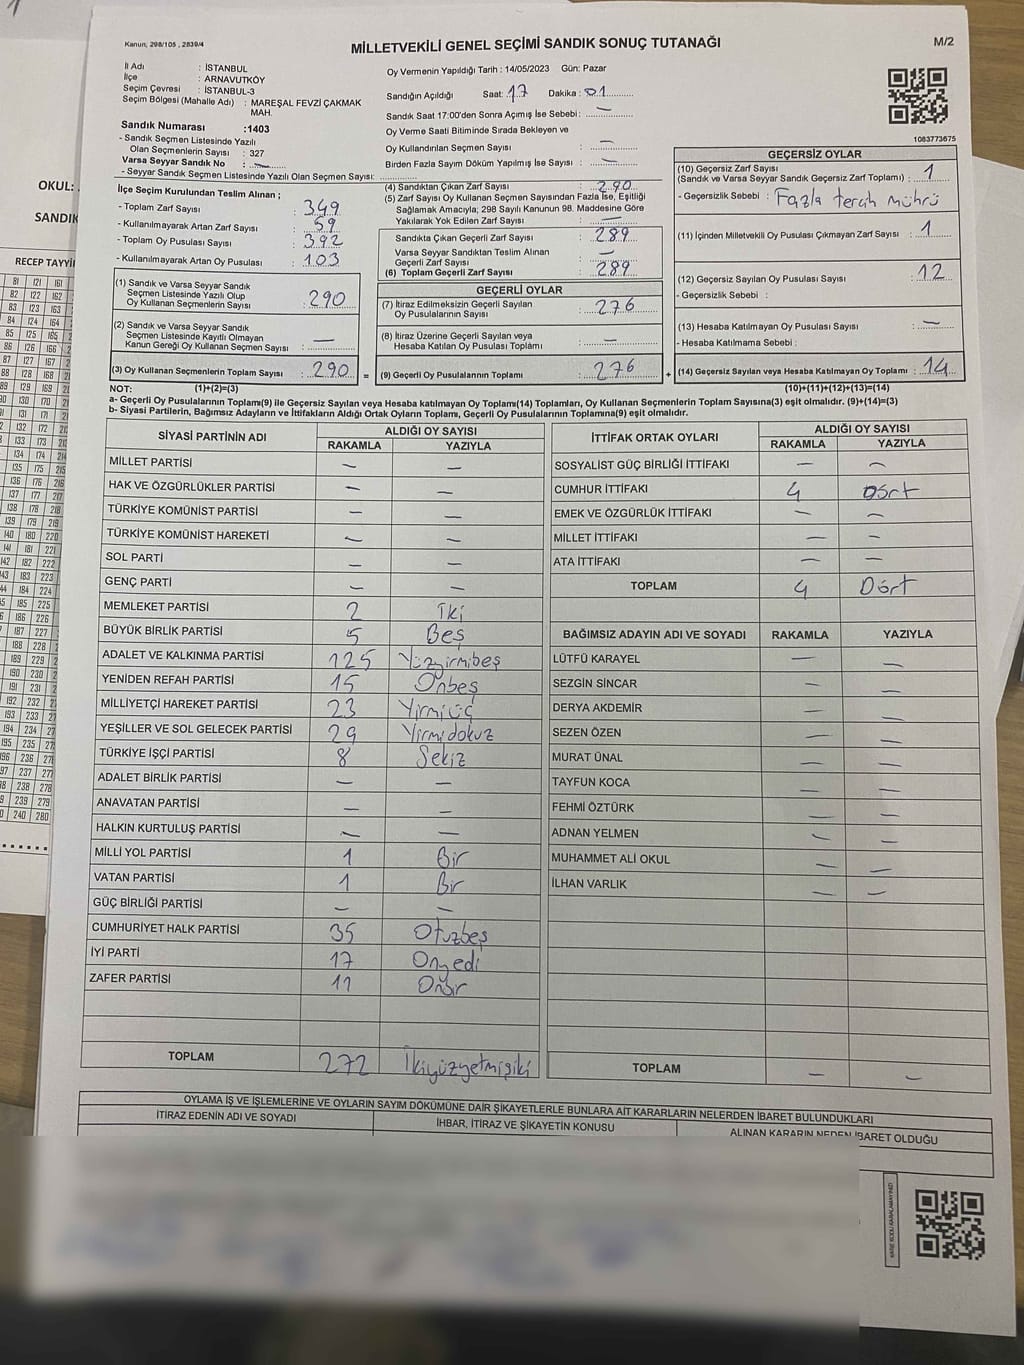 Kanun, 298/105 , 2839/4
MİLLETVEKİLİ GENEL SEÇİMİ SANDIK SONUÇ TUTANAĞI
M/2
İl Adı : İSTANBUL
İlçe : ARNAVUTKÖY
Seçim Çevresi : İSTANBUL-3
Seçim Bölgesi (Mahalle Adı) : MAREŞAL FEVZİ ÇAKMAK MAH.
Sandık Numarası :1403
- Sandık Seçmen Listesinde Yazılı
Olan Seçmenlerin Sayısı : 327
Varsa Seyyar Sandık No : —
- Seyyar Sandık Seçmen Listesinde Yazılı Olan Seçmen Sayısı:
Oy Vermenin Yapıldığı Tarih : 14/05/2023 Gün: Pazar
Sandığın Açıldığı Saat: 17 Dakika : 01
Sandık Saat 17:00'den Sonra Açımış İse Sebebi : —
Oy Verme Saati Bitiminde Sırada Bekleyen ve
Oy Kullandırılan Seçmen Sayısı : —
Birden Fazla Sayım Döküm Yapılmış İse Sayısı : —
1083773675
İlçe Seçim Kurulundan Teslim Alınan ;
- Toplam Zarf Sayısı : 349
- Kullanılmayarak Artan Zarf Sayısı : 59
- Toplam Oy Pusulası Sayısı : 392
- Kullanılmayarak Artan Oy Pusulası : 103
(1) Sandık ve Varsa Seyyar Sandık
Seçmen Listesinde Yazılı Olup
Oy Kullanan Seçmenlerin Sayısı : 290
(2) Sandık ve Varsa Seyyar Sandık
Seçmen Listesinde Kayıtlı Olmayan
Kanun Gereği Oy Kullanan Seçmen Sayısı : —
(3) Oy Kullanan Seçmenlerin Toplam Sayısı : 290 =
(4) Sandıktan Çıkan Zarf Sayısı : 290
(5) Zarf Sayısı Oy Kullanan Seçmen Sayısından Fazla İse, Eşitliği
Sağlamak Amacıyla; 298 Sayılı Kanunun 98. Maddesine Göre
Yakılarak Yok Edilen Zarf Sayısı : —
Sandıkta Çıkan Geçerli Zarf Sayısı : 289
Varsa Seyyar Sandıktan Teslim Alınan
Geçerli Zarf Sayısı : —
(6) Toplam Geçerli Zarf Sayısı : 289
GEÇERLİ OYLAR
(7) İtiraz Edilmeksizin Geçerli Sayılan
Oy Pusulalarının Sayısı : 276
(8) İtiraz Üzerine Geçerli Sayılan veya
Hesaba Katılan Oy Pusulası Toplamı : —
(9) Geçerli Oy Pusulalarının Toplamı : 276 +
GEÇERSİZ OYLAR
(10) Geçersiz Zarf Sayısı
(Sandık ve Varsa Seyyar Sandık Geçersiz Zarf Toplamı) : 1
- Geçersizlik Sebebi : Fazla tercih mührü
(11) İçinden Milletvekili Oy Pusulası Çıkmayan Zarf Sayısı : 1
(12) Geçersiz Sayılan Oy Pusulası Sayısı : 12
- Geçersizlik Sebebi :
(13) Hesaba Katılmayan Oy Pusulası Sayısı : —
- Hesaba Katılmama Sebebi :
(14) Geçersiz Sayılan veya Hesaba Katılmayan Oy Toplamı : 14
NOT: (1)+(2)=(3) (10)+(11)+(12)+(13)=(14)
a- Geçerli Oy Pusulalarının Toplamı(9) ile Geçersiz Sayılan veya Hesaba katılmayan Oy Toplamı(14) Toplamları, Oy Kullanan Seçmenlerin Toplam Sayısına(3) eşit olmalıdır. (9)+(14)=(3)
b- Siyasi Partilerin, Bağımsız Adayların ve İttifakların Aldığı Ortak Oyların Toplamı, Geçerli Oy Pusulalarının Toplamına(9) eşit olmalıdır.
SİYASİ PARTİNİN ADI ALDIĞI OY SAYISI
RAKAMLA YAZIYLA
MİLLET PARTİSİ — —
HAK VE ÖZGÜRLÜKLER PARTİSİ — —
TÜRKİYE KOMÜNİST PARTİSİ — —
TÜRKİYE KOMÜNİST HAREKETİ — —
SOL PARTİ — —
GENÇ PARTİ — —
MEMLEKET PARTİSİ 2 İki
BÜYÜK BİRLİK PARTİSİ 5 Beş
ADALET VE KALKINMA PARTİSİ 125 Yüzyirmibeş
YENİDEN REFAH PARTİSİ 15 Onbeş
MİLLİYETÇİ HAREKET PARTİSİ 23 Yirmiüç
YEŞİLLER VE SOL GELECEK PARTİSİ 29 Yirmidokuz
TÜRKİYE İŞÇİ PARTİSİ 8 Sekiz
ADALET BİRLİK PARTİSİ — —
ANAVATAN PARTİSİ — —
HALKIN KURTULUŞ PARTİSİ — —
MİLLİ YOL PARTİSİ 1 Bir
VATAN PARTİSİ 1 Bir
GÜÇ BİRLİĞİ PARTİSİ — —
CUMHURİYET HALK PARTİSİ 35 Otuzbeş
İYİ PARTİ 17 Onyedi
ZAFER PARTİSİ 11 Onbir
TOPLAM 272 İkiyüzyetmişiki
İTTİFAK ORTAK OYLARI ALDIĞI OY SAYISI
RAKAMLA YAZIYLA
SOSYALİST GÜÇ BİRLİĞİ İTTİFAKI — —
CUMHUR İTTİFAKI 4 Dört
EMEK VE ÖZGÜRLÜK İTTİFAKI — —
MİLLET İTTİFAKI — —
ATA İTTİFAKI — —
TOPLAM 4 Dört
BAĞIMSIZ ADAYIN ADI VE SOYADI RAKAMLA YAZIYLA
LÜTFÜ KARAYEL — —
SEZGİN SİNCAR — —
DERYA AKDEMİR — —
SEZEN ÖZEN — —
MURAT ÜNAL — —
TAYFUN KOCA — —
FEHMİ ÖZTÜRK — —
ADNAN YELMEN — —
MUHAMMET ALİ OKUL — —
İLHAN VARLIK — —
TOPLAM — —
OYLAMA İŞ VE İŞLEMLERİNE VE OYLARIN SAYIM DÖKÜMÜNE DAİR ŞİKAYETLERLE BUNLARA AİT KARARLARIN NELERDEN İBARET BULUNDUKLARI
İTİRAZ EDENİN ADI VE SOYADI İHBAR, İTİRAZ VE ŞİKAYETİN KONUSU ALINAN KARARIN NEDEN İBARET OLDUĞU
KARE KODU KARALAMAYINIZ!
OKUL:
SANDIK
RECEP TAYYİ
81 121 161
82 122 162
83 123 163
84 124 164
85 125 165
86 126 166
87 127 167
88 128 168